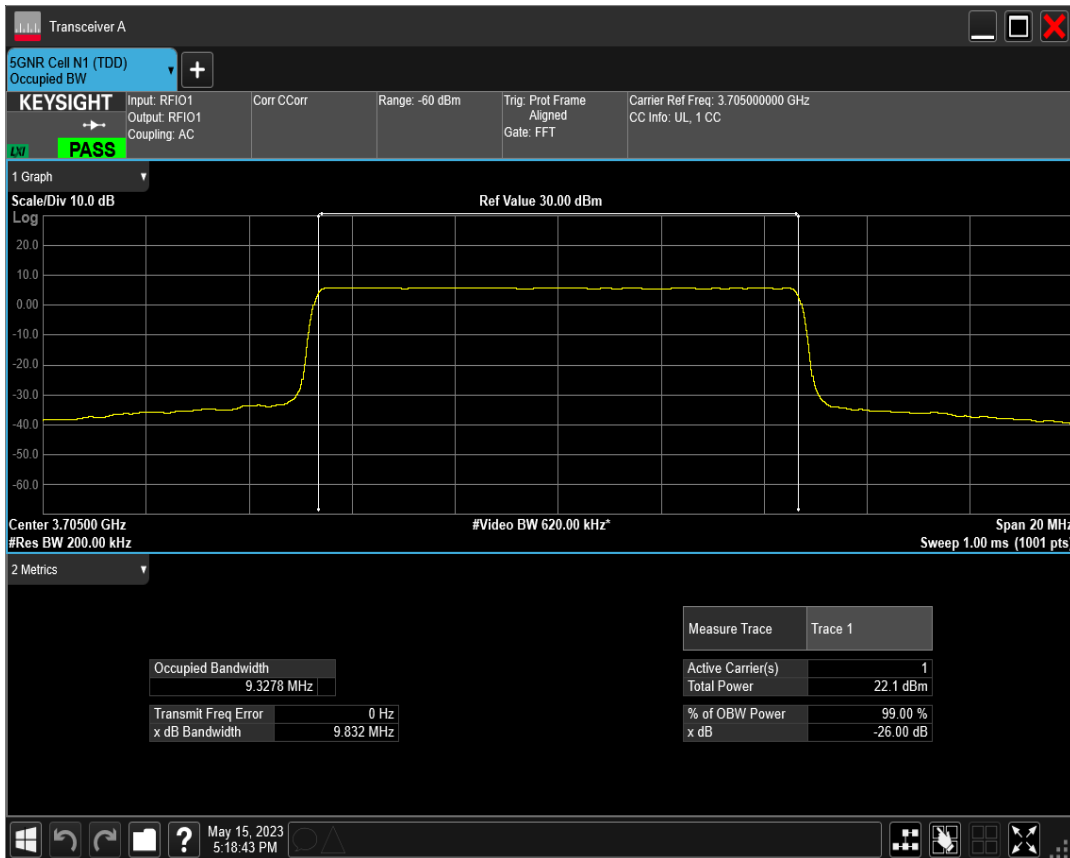 Transceiver A
5GNR Cell N1 (TDD)
Occupied BW
+
KEYSIGHT
LXI
PASS
Input: RFIO1
Output: RFIO1
Coupling: AC
Corr CCorr
Range: -60 dBm
Trig: Prot Frame
Aligned
Gate: FFT
Carrier Ref Freq: 3.705000000 GHz
CC Info: UL, 1 CC
1 Graph
Scale/Div 10.0 dB
Ref Value 30.00 dBm
Log
20.0
10.0
0.00
-10.0
-20.0
-30.0
-40.0
-50.0
-60.0
Center 3.70500 GHz
#Video BW 620.00 kHz*
Span 20 MHz
#Res BW 200.00 kHz
Sweep 1.00 ms (1001 pts)
2 Metrics
Measure Trace Trace 1
Occupied Bandwidth
9.3278 MHz
Active Carrier(s) 1
Total Power 22.1 dBm
Transmit Freq Error 0 Hz
x dB Bandwidth 9.832 MHz
% of OBW Power 99.00 %
x dB -26.00 dB
?
May 15, 2023
5:18:43 PM